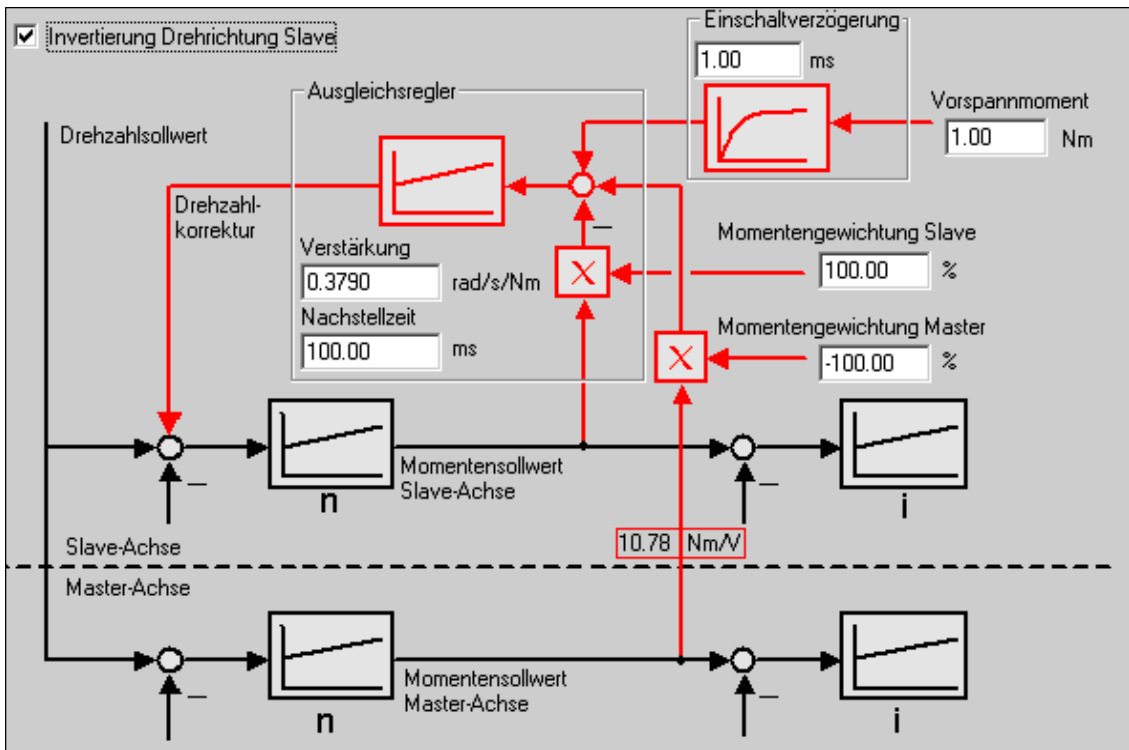 Invertierung Drehrichtung Slave
Einschaltverzögerung
1.00 ms
Ausgleichsregler
Vorspannmoment
1.00 Nm
Drehzahlsollwert
Drehzahl-
korrektur
Verstärkung
0.3790 rad/s/Nm
Nachstellzeit
100.00 ms
X
Momentengewichtung Slave
100.00 %
X
Momentengewichtung Master
-100.00 %
n
Momentensollwert
Slave-Achse
i
10.78 Nm/V
Slave-Achse
Master-Achse
n
Momentensollwert
Master-Achse
i